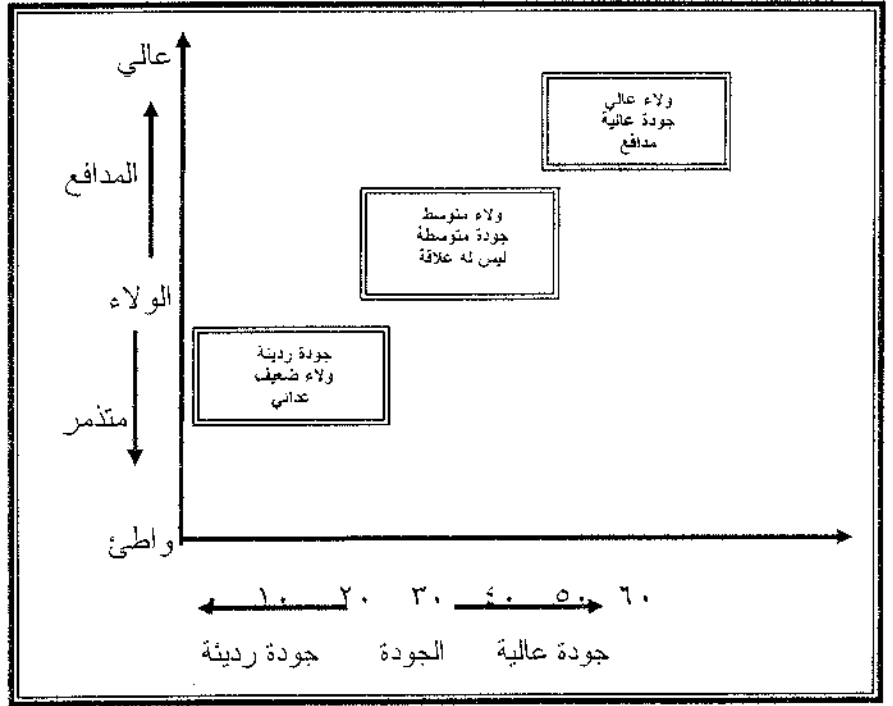 عالي
ولاء عالي
جودة عالية
مدافع
المدافع
ولاء متوسط
جودة متوسطة
ليس له علاقة
الولاء
جودة رديئة
ولاء ضعيف
عدائي
متذمر
واطئ
٠ ١٠ ٢٠ ٣٠ ٤٠ ٥٠ ٦٠
جودة رديئة الجودة جودة عالية